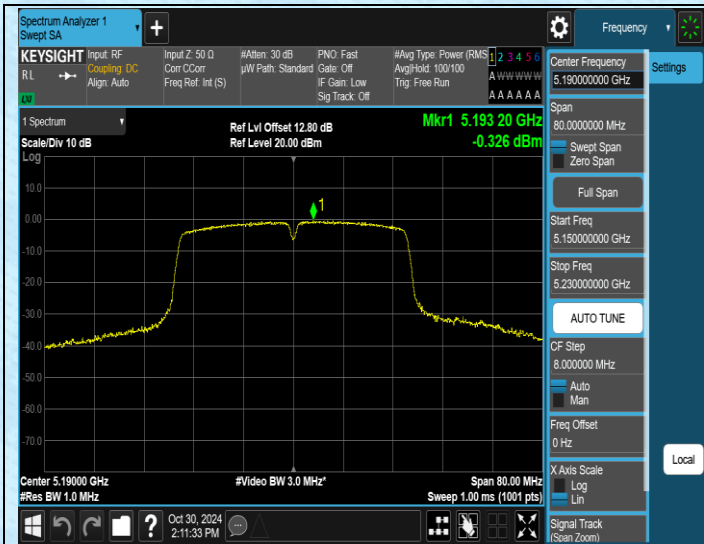 Spectrum Analyzer 1
Swept SA
+
Frequency
KEYSIGHT
R L
LXI
Input: RF
Coupling: DC
Align: Auto
Input Z: 50 Ω
Corr CCorr
Freq Ref: Int (S)
#Atten: 30 dB
µW Path: Standard
PNO: Fast
Gate: Off
IF Gain: Low
Sig Track: Off
#Avg Type: Power (RMS
Avg|Hold: 100/100
Trig: Free Run
1 2 3 4 5 6
A W W W W W
A A A A A A
1 Spectrum
Scale/Div 10 dB
Log
Ref Lvl Offset 12.80 dB
Ref Level 20.00 dBm
Mkr1 5.193 20 GHz
-0.326 dBm
1
10.0
0.00
-10.0
-20.0
-30.0
-40.0
-50.0
-60.0
-70.0
Center 5.19000 GHz
#Res BW 1.0 MHz
#Video BW 3.0 MHz*
Span 80.00 MHz
Sweep 1.00 ms (1001 pts)
?
Oct 30, 2024
2:11:33 PM
Center Frequency
5.190000000 GHz
Settings
Span
80.0000000 MHz
Swept Span
Zero Span
Full Span
Start Freq
5.150000000 GHz
Stop Freq
5.230000000 GHz
AUTO TUNE
CF Step
8.000000 MHz
Auto
Man
Freq Offset
0 Hz
Local
X Axis Scale
Log
Lin
Signal Track
(Span Zoom)